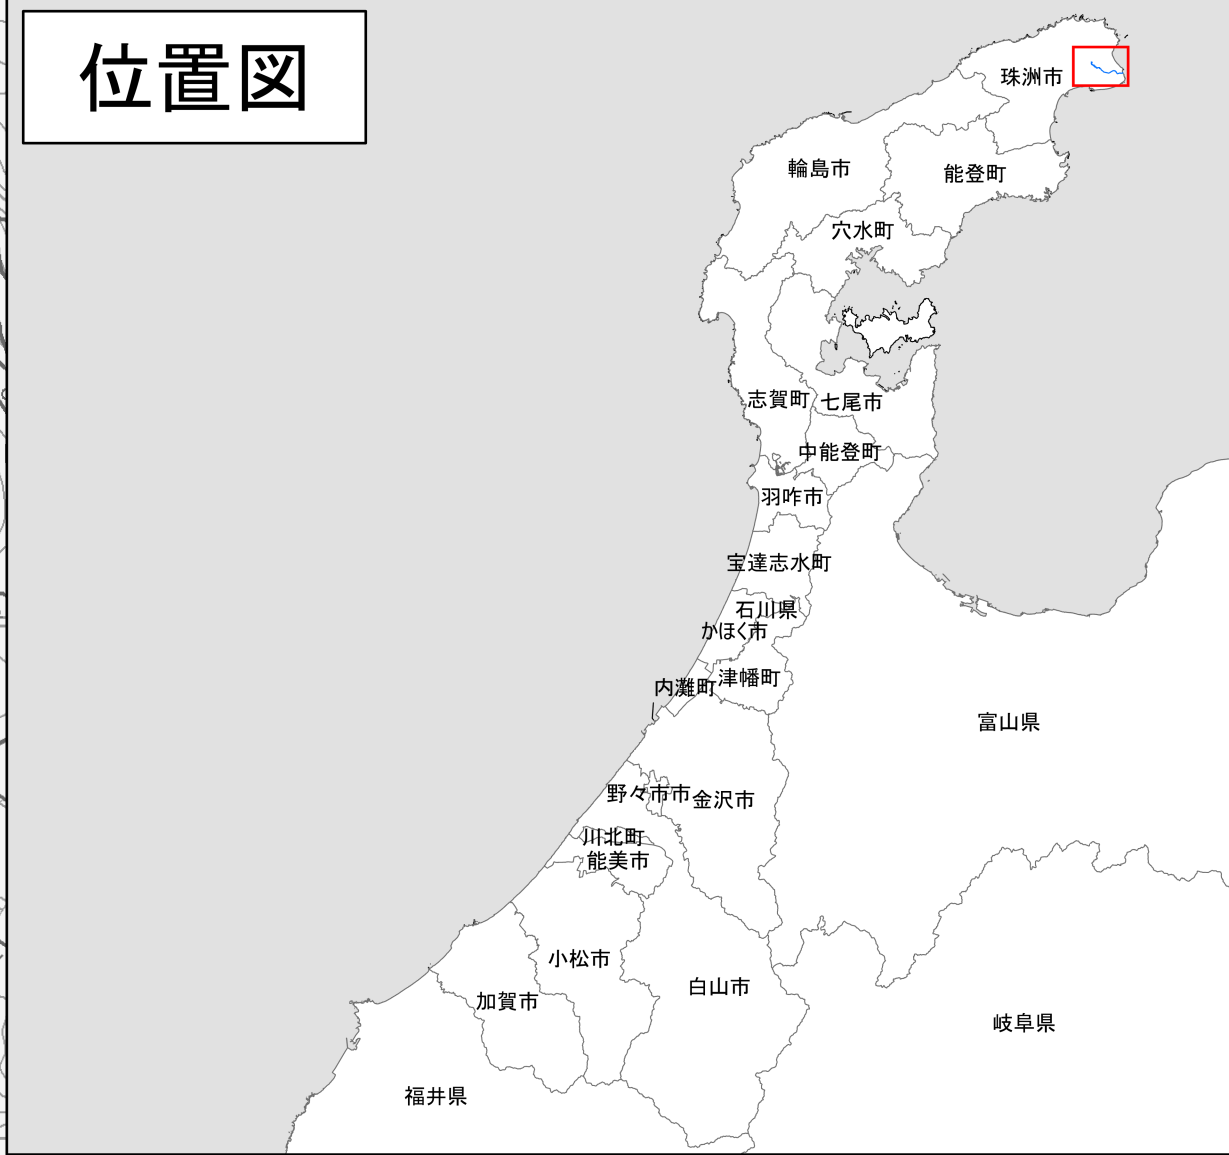 位置図
珠洲市
輪島市
能登町
穴水町
志賀町
七尾市
中能登町
羽咋市
宝達志水町
石川県
かほく市
津幡町
内灘町
富山県
野々市市
金沢市
川北町
能美市
小松市
白山市
加賀市
岐阜県
福井県